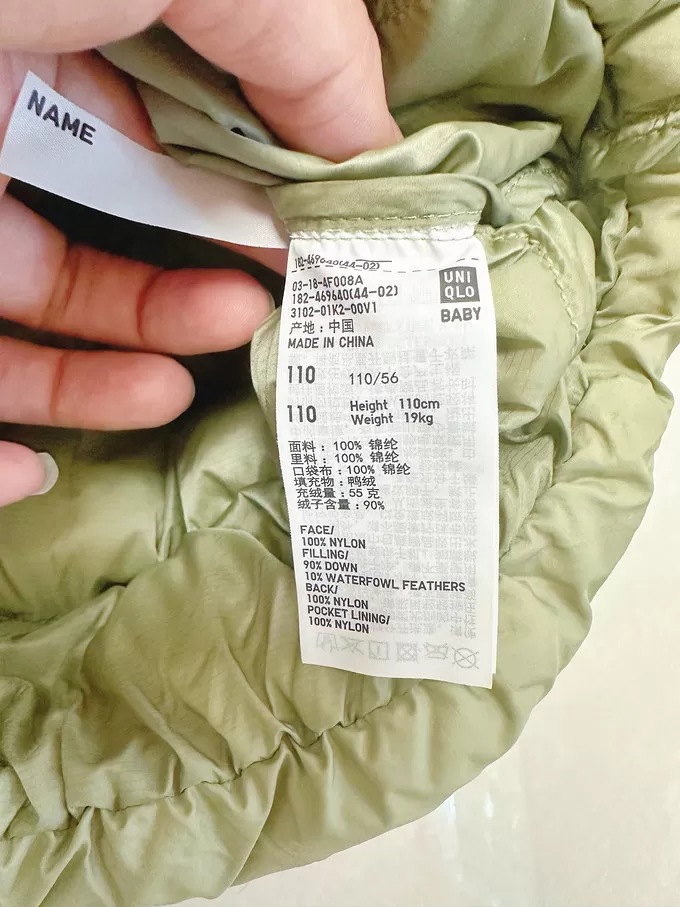 NAME
182-469640(44-02)
03-18-4F008A
182-469640(44-02)
3102-01K2-00V1
产地：中国
MADE IN CHINA
UNI
QLO
BABY
110 110/56
110 Height 110cm
Weight 19kg
面料：100% 锦纶
里料：100% 锦纶
口袋布：100% 锦纶
填充物：鸭绒
充绒量：55 克
绒子含量：90%
FACE/
100% NYLON
FILLING/
90% DOWN
10% WATERFOWL FEATHERS
BACK/
100% NYLON
POCKET LINING/
100% NYLON